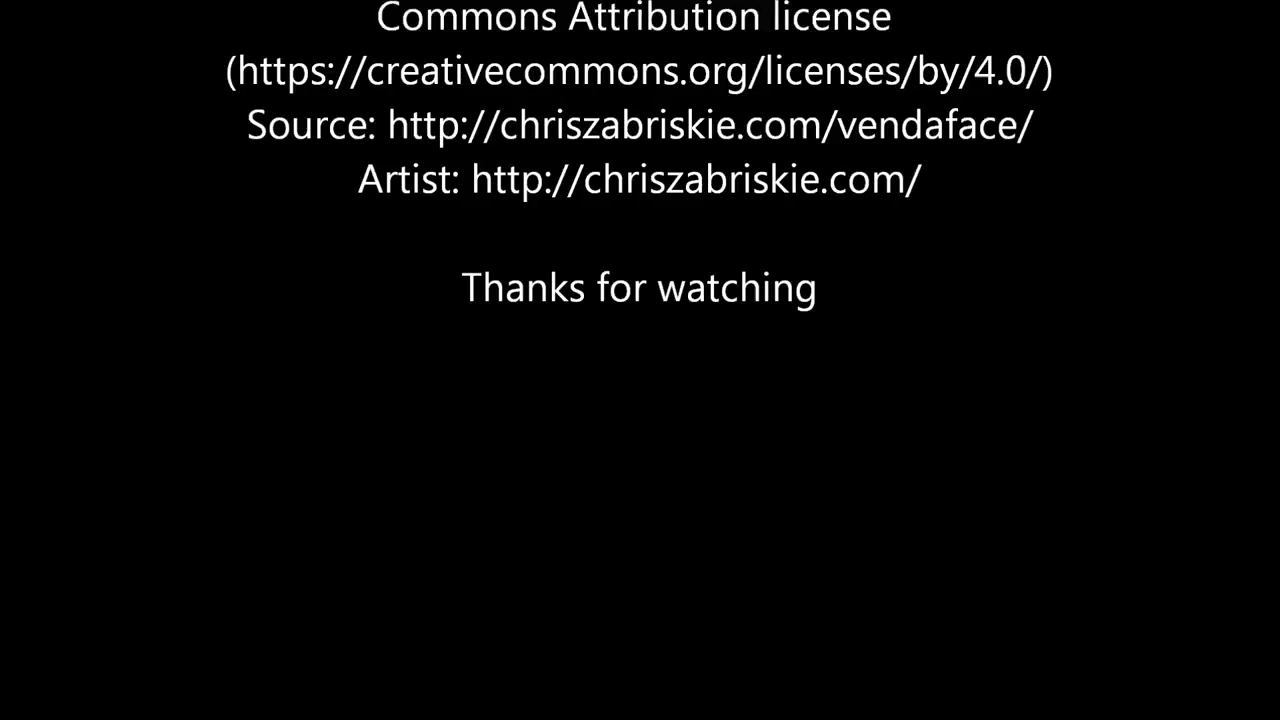 Commons Attribution license
(https://creativecommons.org/licenses/by/4.0/)
Source: http://chriszabriskie.com/vendaface/
Artist: http://chriszabriskie.com/
Thanks for watching